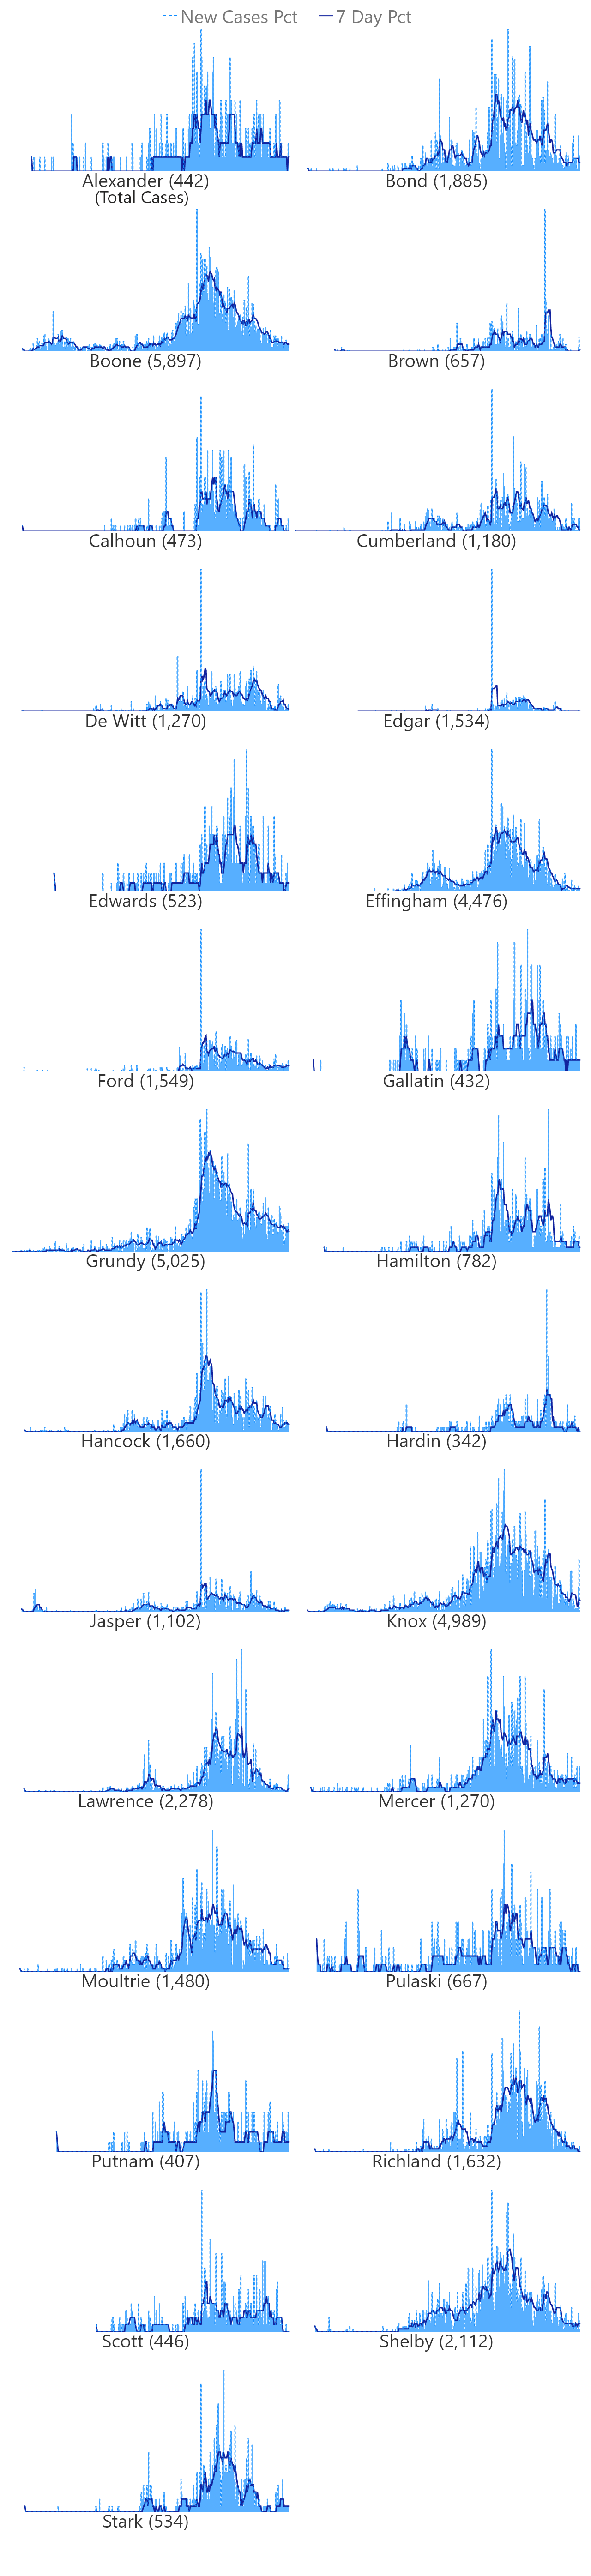 New Cases Pct 7 Day Pct
Alexander (442)
(Total Cases)
Bond (1,885)
Boone (5,897)
Brown (657)
Calhoun (473)
Cumberland (1,180)
De Witt (1,270)
Edgar (1,534)
Edwards (523)
Effingham (4,476)
Ford (1,549)
Gallatin (432)
Grundy (5,025)
Hamilton (782)
Hancock (1,660)
Hardin (342)
Jasper (1,102)
Knox (4,989)
Lawrence (2,278)
Mercer (1,270)
Moultrie (1,480)
Pulaski (667)
Putnam (407)
Richland (1,632)
Scott (446)
Shelby (2,112)
Stark (534)